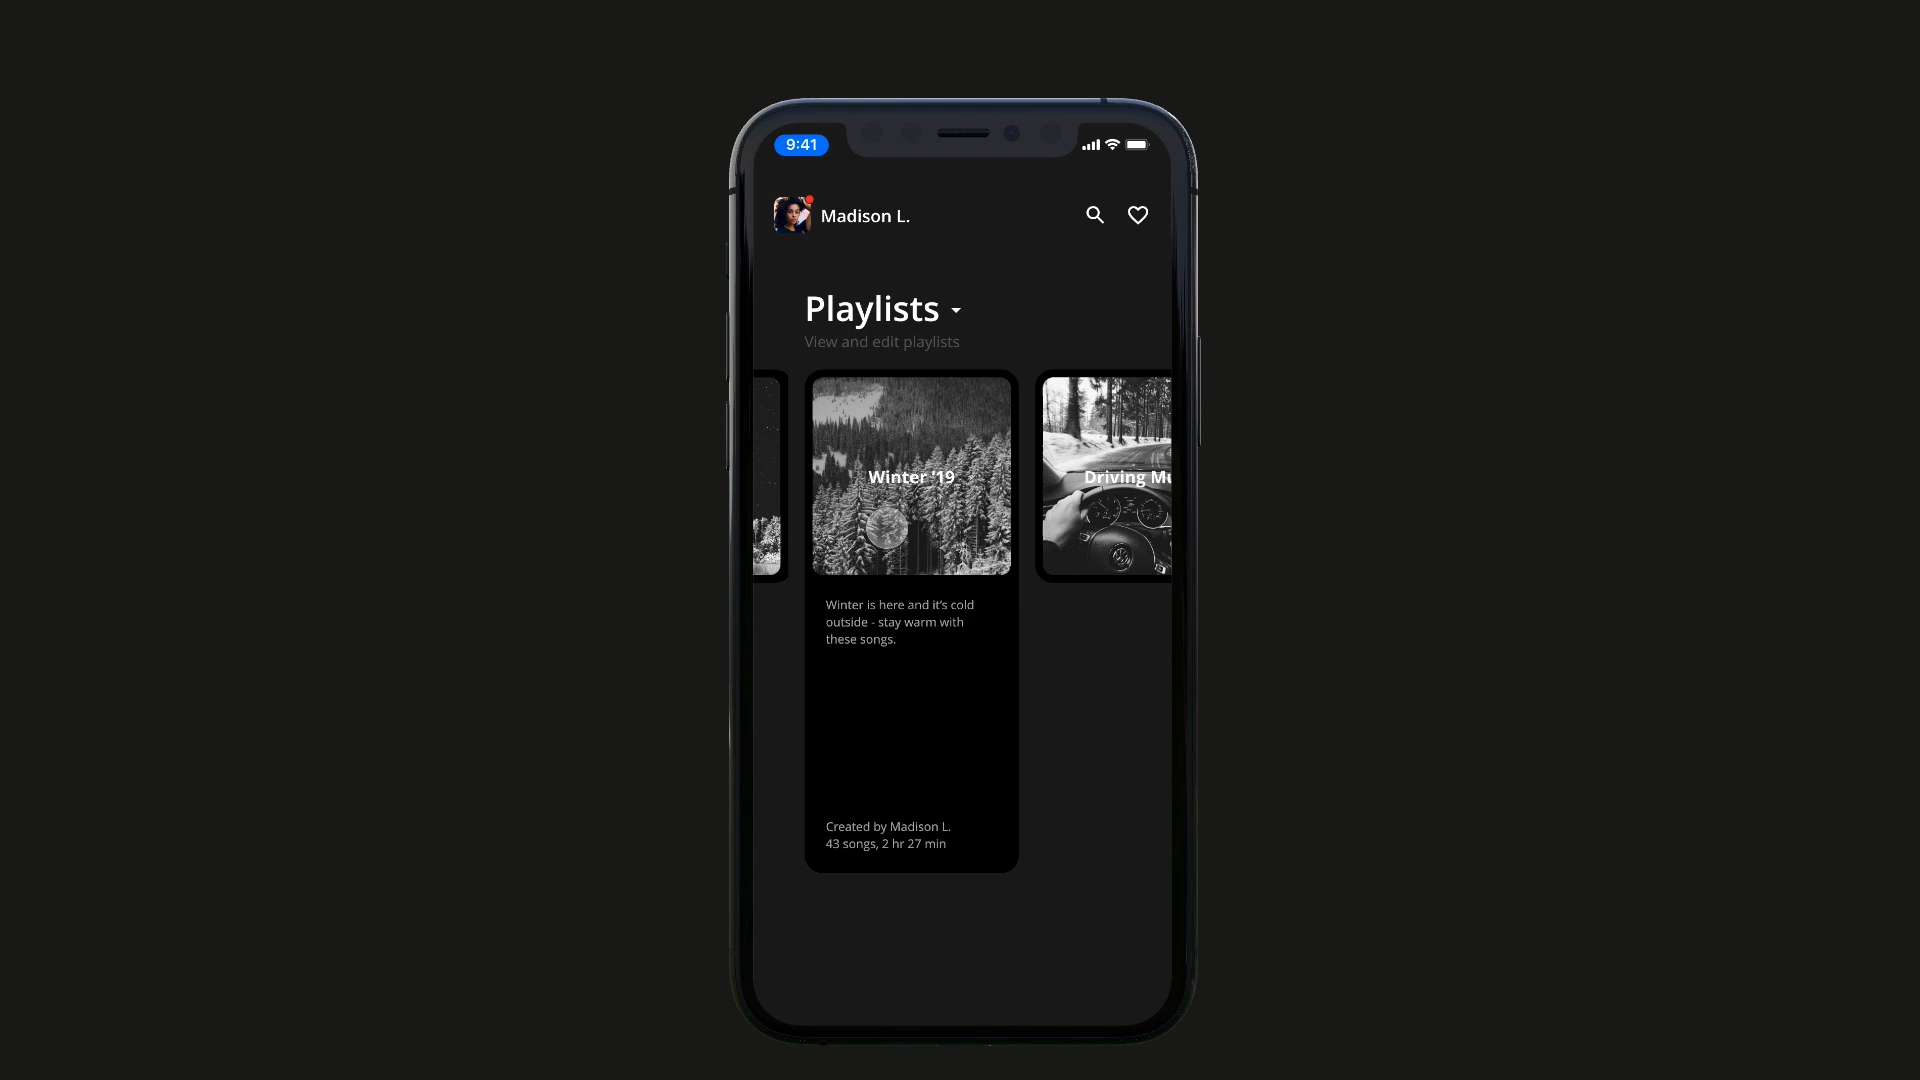 9:41
Madison L.
Playlists
View and edit playlists
Winter ‘19
Driving Mu
Winter is here and it’s cold
outside - stay warm with
these songs.
Created by Madison L.
43 songs, 2 hr 27 min